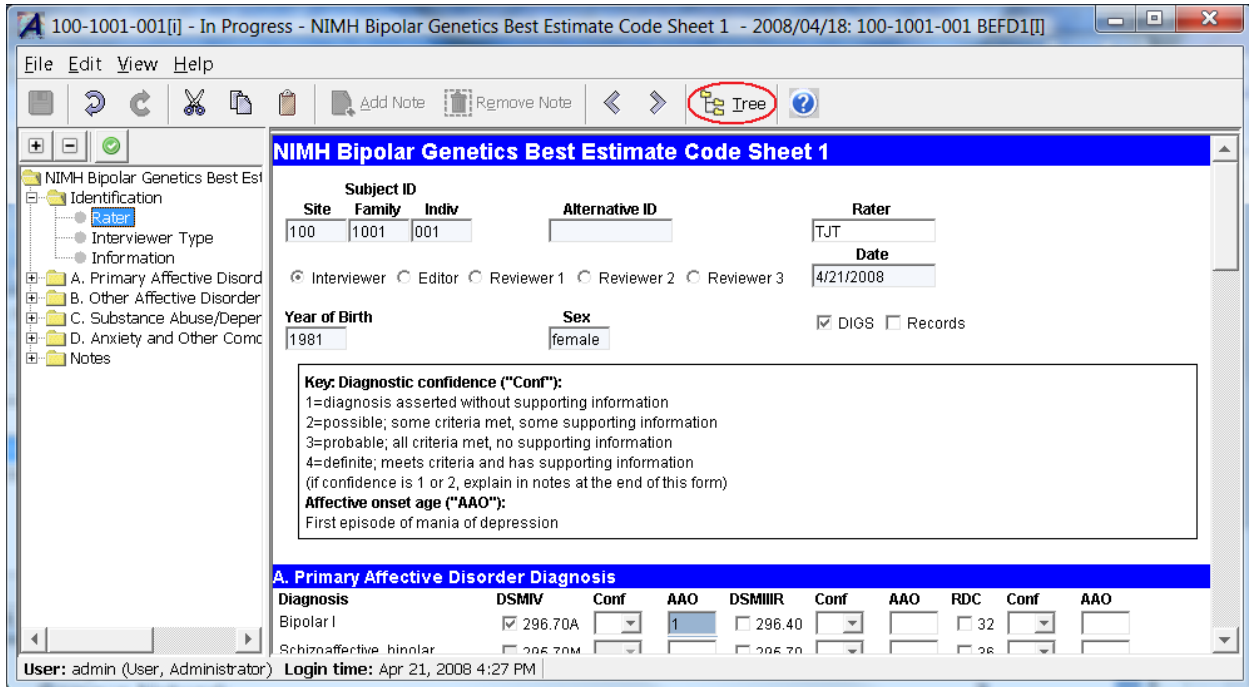 100-1001-001[i] - In Progress - NIMH Bipolar Genetics Best Estimate Code Sheet 1 - 2008/04/18: 100-1001-001 BEFD1[I]
File Edit View Help
Add Note Remove Note Tree
NIMH Bipolar Genetics Best Est
Identification
Rater
Interviewer Type
Information
A. Primary Affective Disord
B. Other Affective Disorder
C. Substance Abuse/Deper
D. Anxiety and Other Como
Notes
NIMH Bipolar Genetics Best Estimate Code Sheet 1
Subject ID
Site Family Indiv Alternative ID Rater
100 1001 001 TJT
Date
Interviewer Editor Reviewer 1 Reviewer 2 Reviewer 3 4/21/2008
Year of Birth Sex
1981 female DIGS Records
Key: Diagnostic confidence ("Conf"):
1=diagnosis asserted without supporting information
2=possible; some criteria met, some supporting information
3=probable; all criteria met, no supporting information
4=definite; meets criteria and has supporting information
(if confidence is 1 or 2, explain in notes at the end of this form)
Affective onset age ("AAO"):
First episode of mania of depression
A. Primary Affective Disorder Diagnosis
Diagnosis DSMIV Conf AAO DSMIIIR Conf AAO RDC Conf AAO
Bipolar I 296.70A 1 296.40 32
Schizoaffective, bipolar 295.70M 295.70 36
User: admin (User, Administrator) Login time: Apr 21, 2008 4:27 PM